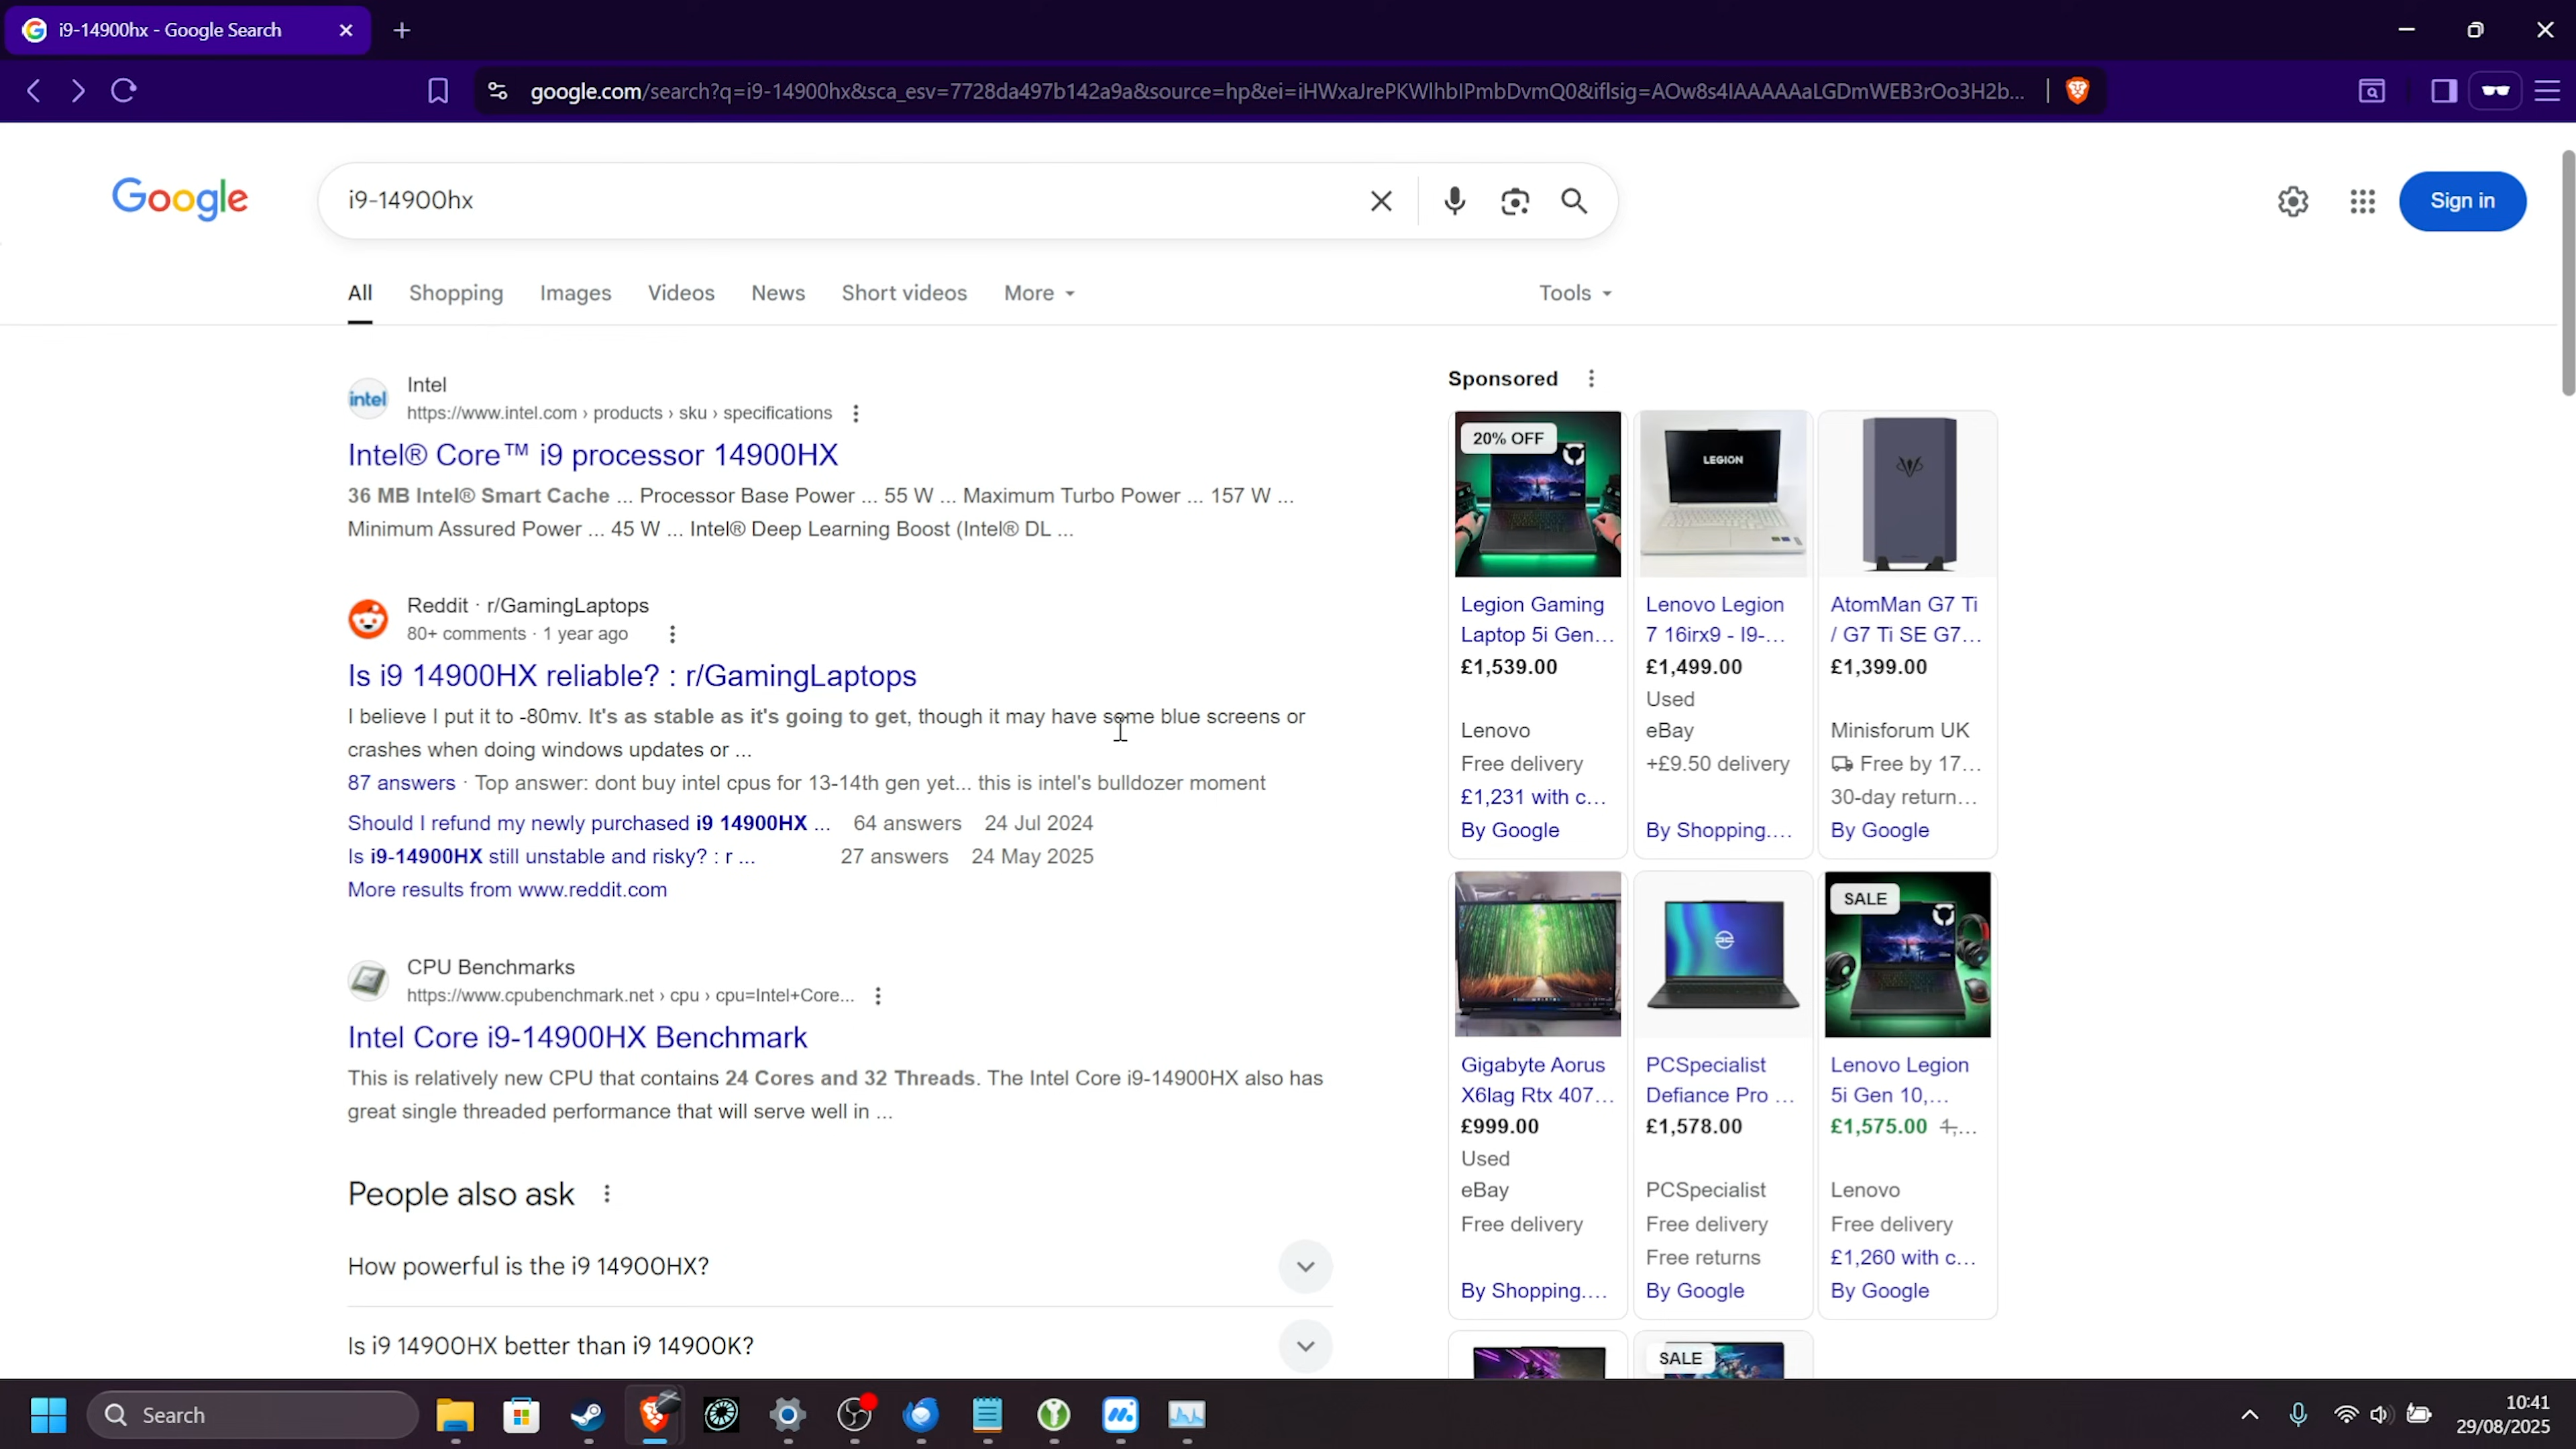 i9-14900hx - Google Search
google.com/search?q=i9-14900hx&sca_esv=7728da497b142a9a&source=hp&ei=iHWxaJrePKWlhbIPmbDvmQ0&iflsig=AOw8s4IAAAAAaLGDmWEB3rOo3H2b...
Google
i9-14900hx
Sign in
All
Shopping
Images
Videos
News
Short videos
More
Tools
intel
Intel
https://www.intel.com › products › sku › specifications
Intel® Core™ i9 processor 14900HX
36 MB Intel® Smart Cache ... Processor Base Power ... 55 W ... Maximum Turbo Power ... 157 W ...
Minimum Assured Power ... 45 W ... Intel® Deep Learning Boost (Intel® DL ...
Reddit · r/GamingLaptops
80+ comments · 1 year ago
Is i9 14900HX reliable? : r/GamingLaptops
I believe I put it to -80mv. It's as stable as it's going to get, though it may have some blue screens or
crashes when doing windows updates or ...
87 answers · Top answer: dont buy intel cpus for 13-14th gen yet... this is intel's bulldozer moment
Should I refund my newly purchased i9 14900HX ... 64 answers 24 Jul 2024
Is i9-14900HX still unstable and risky? : r ... 27 answers 24 May 2025
More results from www.reddit.com
CPU Benchmarks
https://www.cpubenchmark.net › cpu › cpu=Intel+Core...
Intel Core i9-14900HX Benchmark
This is relatively new CPU that contains 24 Cores and 32 Threads. The Intel Core i9-14900HX also has
great single threaded performance that will serve well in ...
People also ask
How powerful is the i9 14900HX?
Is i9 14900HX better than i9 14900K?
Sponsored
20% OFF
Legion Gaming
Laptop 5i Gen...
£1,539.00
Lenovo
Free delivery
£1,231 with c...
By Google
LEGION
Lenovo Legion
7 16irx9 - I9-...
£1,499.00
Used
eBay
+£9.50 delivery
By Shopping....
AtomMan G7 Ti
/ G7 Ti SE G7...
£1,399.00
Minisforum UK
Free by 17...
30-day return...
By Google
Gigabyte Aorus
X6lag Rtx 407...
£999.00
Used
eBay
Free delivery
By Shopping....
PCSpecialist
Defiance Pro ...
£1,578.00
PCSpecialist
Free delivery
Free returns
By Google
SALE
Lenovo Legion
5i Gen 10,...
£1,575.00 1,...
Lenovo
Free delivery
£1,260 with c...
By Google
SALE
Search
10:41
29/08/2025